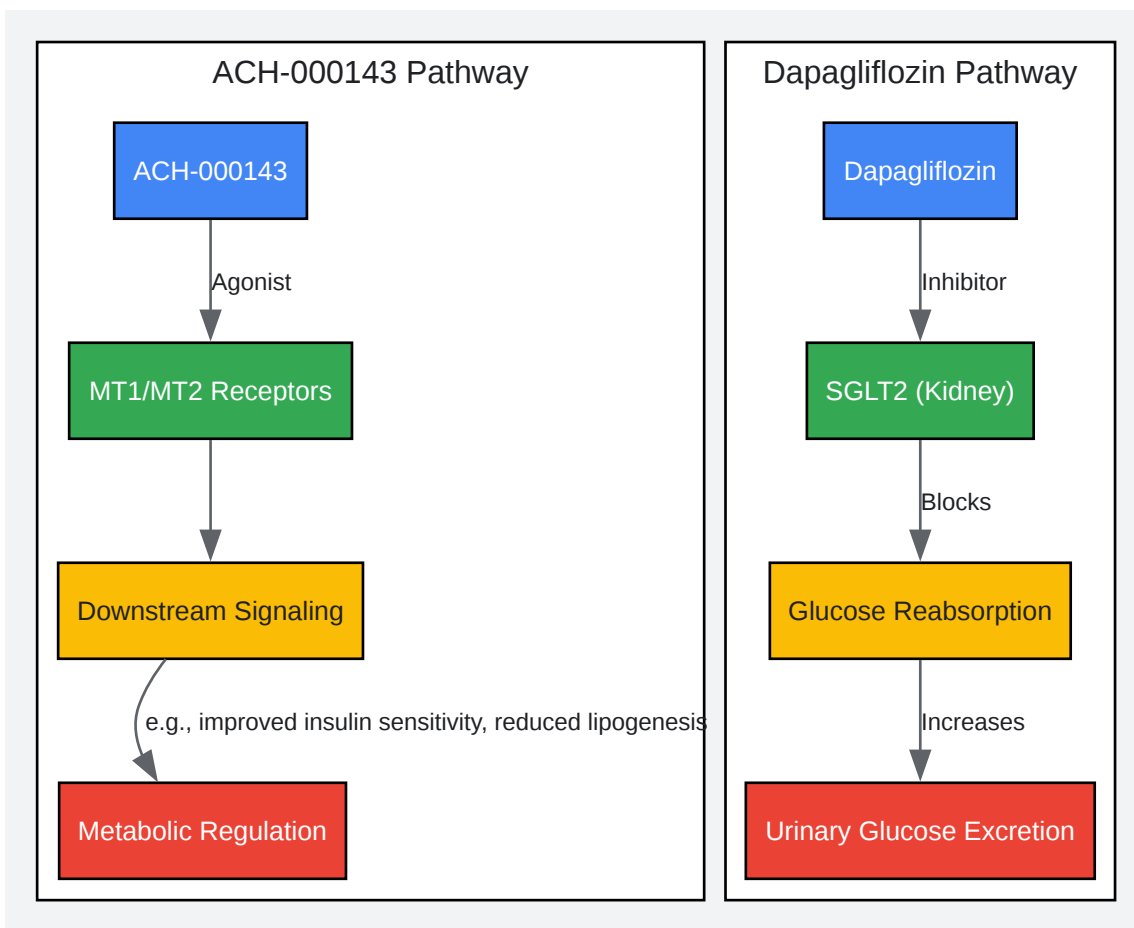 ACH-000143 Pathway
ACH-000143
Agonist
MT1/MT2 Receptors
Downstream Signaling
e.g., improved insulin sensitivity, reduced lipogenesis
Metabolic Regulation
Dapagliflozin Pathway
Dapagliflozin
Inhibitor
SGLT2 (Kidney)
Blocks
Glucose Reabsorption
Increases
Urinary Glucose Excretion